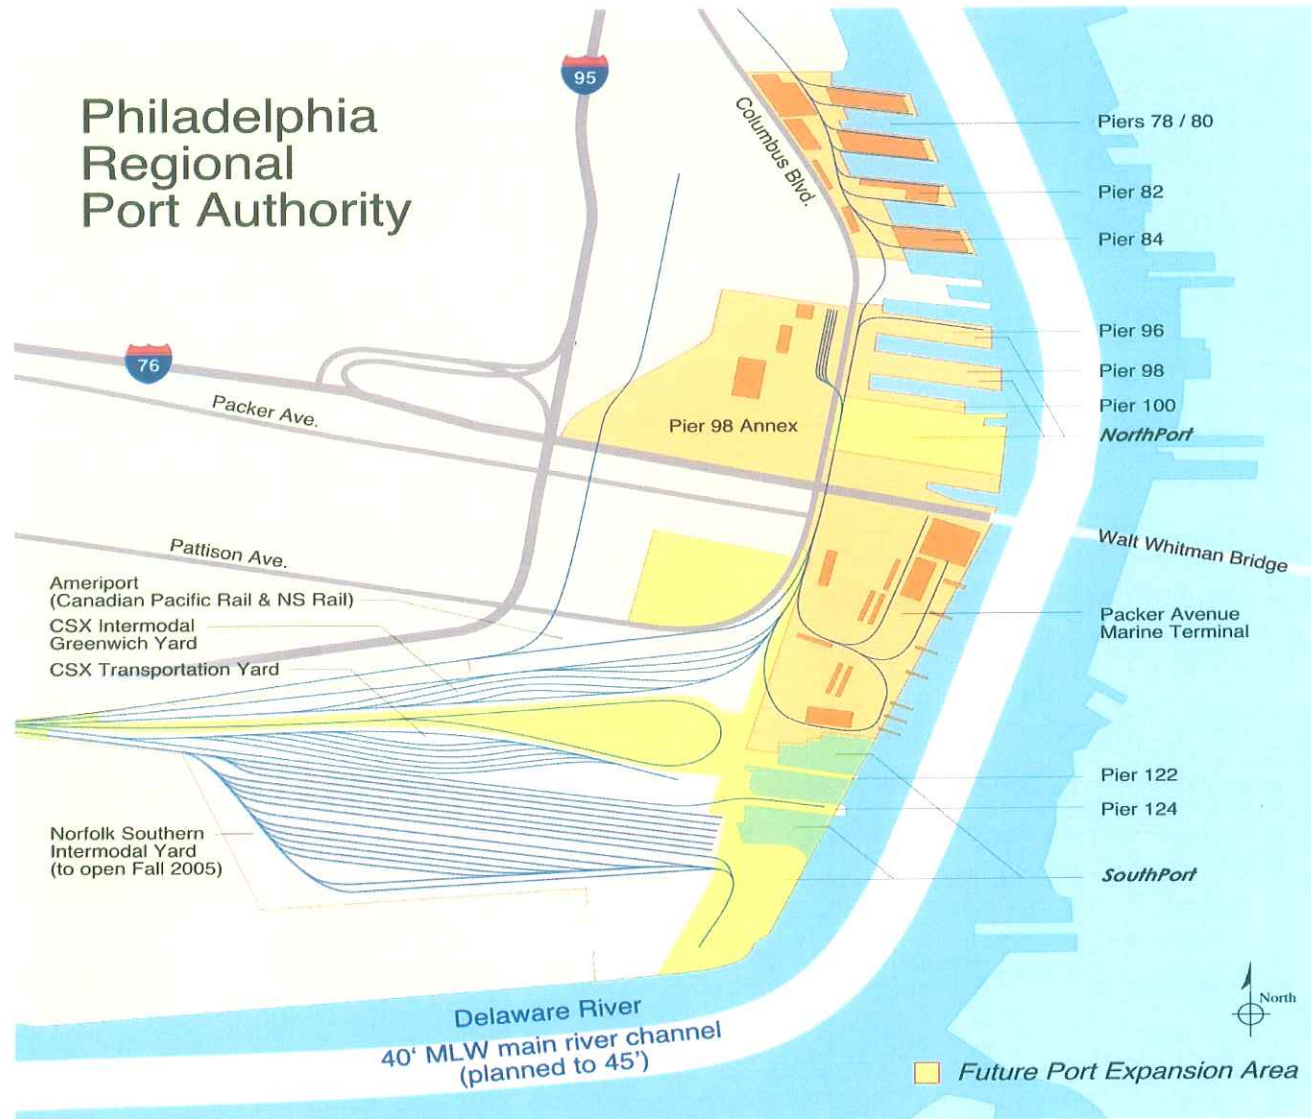 Philadelphia
Regional
Port Authority
95
Columbus Blvd.
Piers 78 / 80
Pier 82
Pier 84
76
Packer Ave.
Pier 98 Annex
Pier 96
Pier 98
Pier 100
NorthPort
Pattison Ave.
Walt Whitman Bridge
Ameriport
(Canadian Pacific Rail & NS Rail)
CSX Intermodal
Greenwich Yard
CSX Transportation Yard
Packer Avenue
Marine Terminal
Pier 122
Pier 124
Norfolk Southern
Intermodal Yard
(to open Fall 2005)
SouthPort
Delaware River
40' MLW main river channel
(planned to 45')
North
Future Port Expansion Area